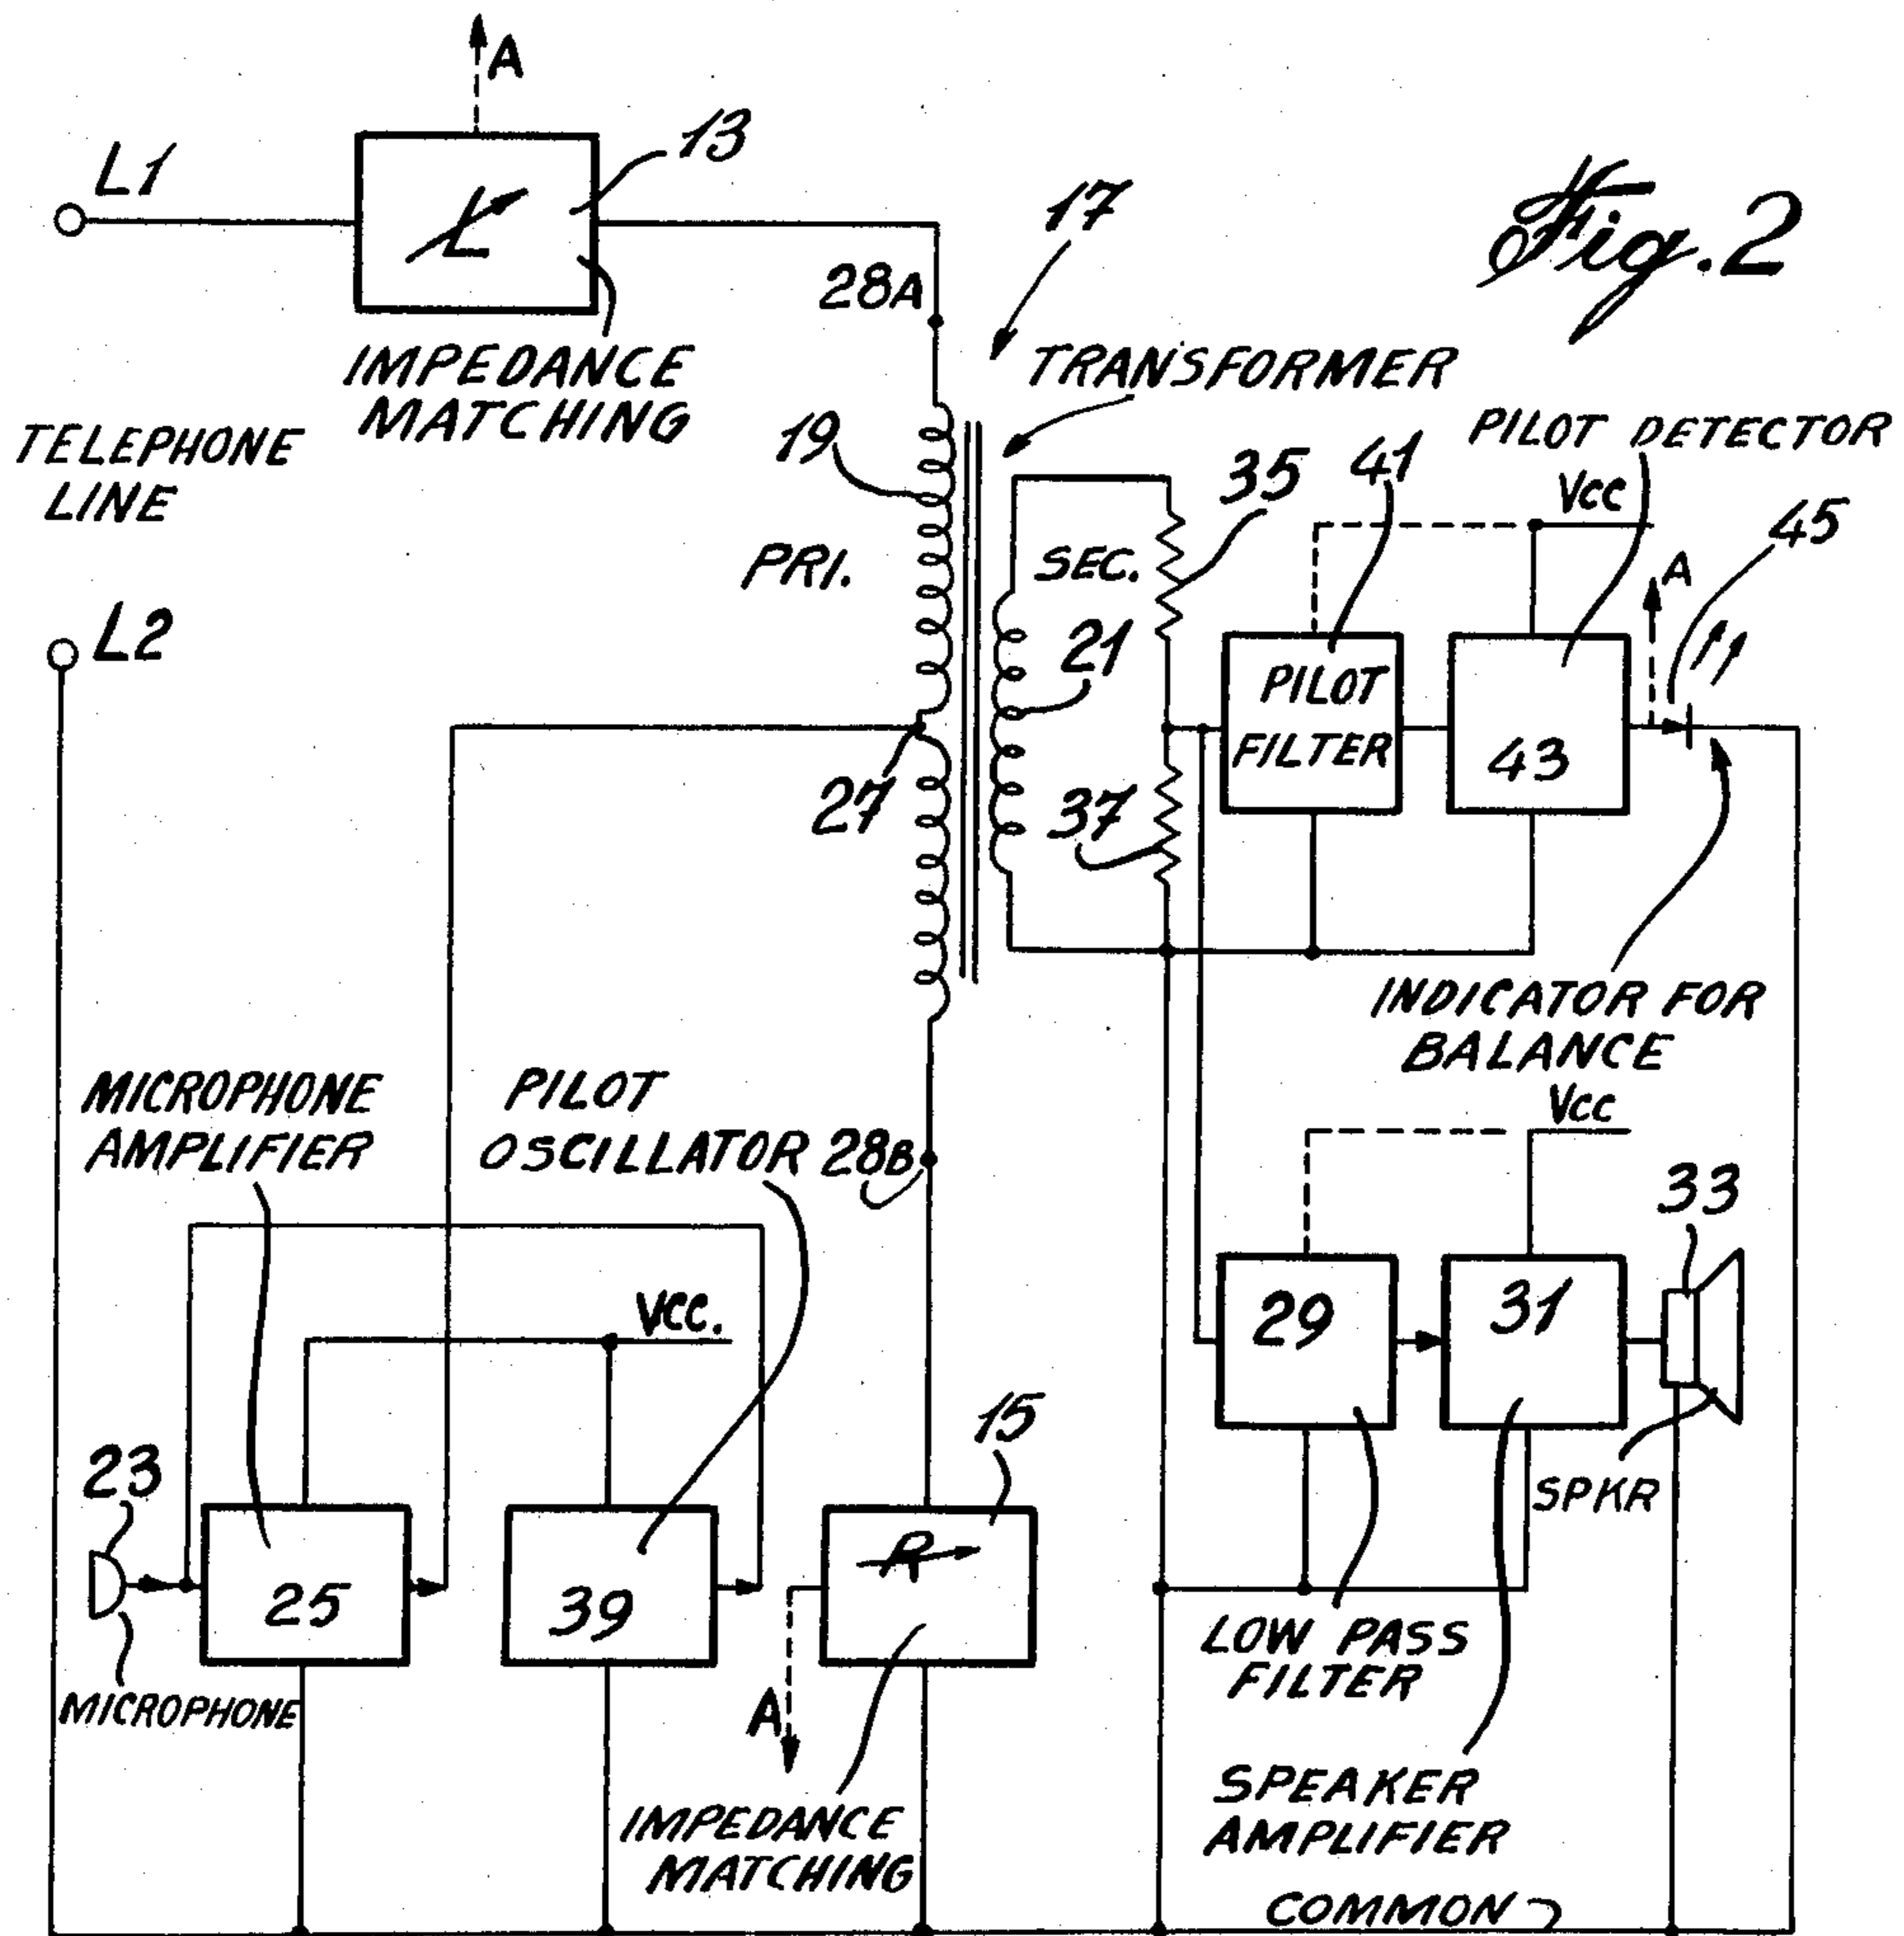 A
L1
13
L
17
Fig. 2
28A
IMPEDANCE
MATCHING
TRANSFORMER
TELEPHONE
LINE
19
35
41
PILOT DETECTOR
VCC
45
PRI.
SEC.
A
L2
21
PILOT
FILTER
43
27
37
INDICATOR FOR
BALANCE
MICROPHONE
AMPLIFIER
PILOT
OSCILLATOR
28B
VCC
33
VCC.
29
31
15
23
SPKR
R
25
39
LOW PASS
FILTER
MICROPHONE
A
SPEAKER
AMPLIFIER
IMPEDANCE
MATCHING
COMMON